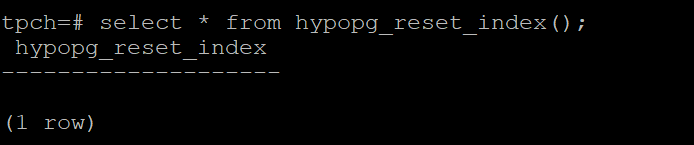 tpch=# select * from hypopg_reset_index();
 hypopg_reset_index
--------------------

(1 row)